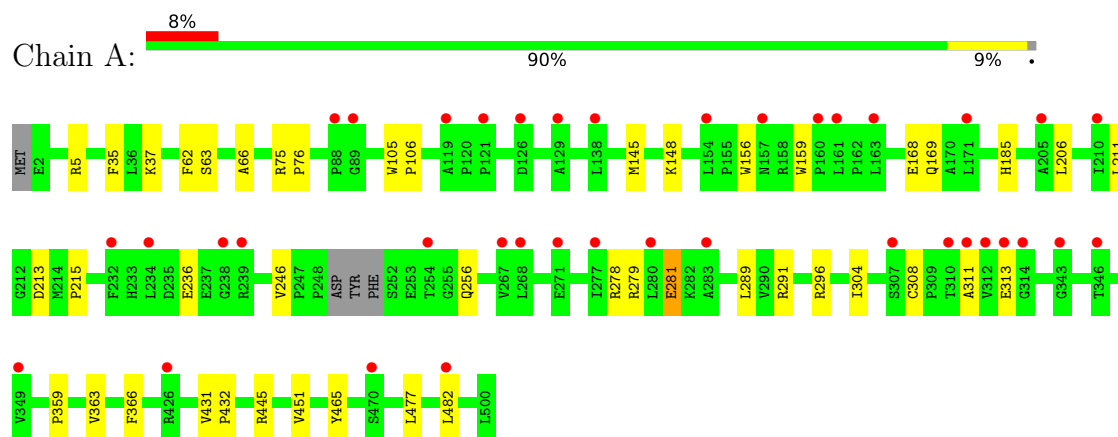 8%
Chain A:
90% 9% •
MET E2 R5 F35 L36 K37 F62 S63 A66 R75 P76 P88 G89 W105 P106 A119 P120 P121 D126 A129 L138 M145 K148 L154 P155 W156 N157 R158 W159 P160 L161 P162 L163 E168 Q169 A170 L171 H185 A205 L206 I210 L211
G212 D213 M214 P215 F232 H233 L234 D235 E236 E237 G238 R239 V246 P247 P248 ASP TYR PHE S252 E253 T254 G255 Q256 V267 L268 E271 I277 R278 R279 L280 E281 K282 A283 L289 V290 R291 R296 I304 S307 C308 P309 T310 A311 V312 E313 G314 G343 T346
V349 P359 V363 F366 R426 V431 P432 R445 V451 Y465 S470 L477 L482 L500